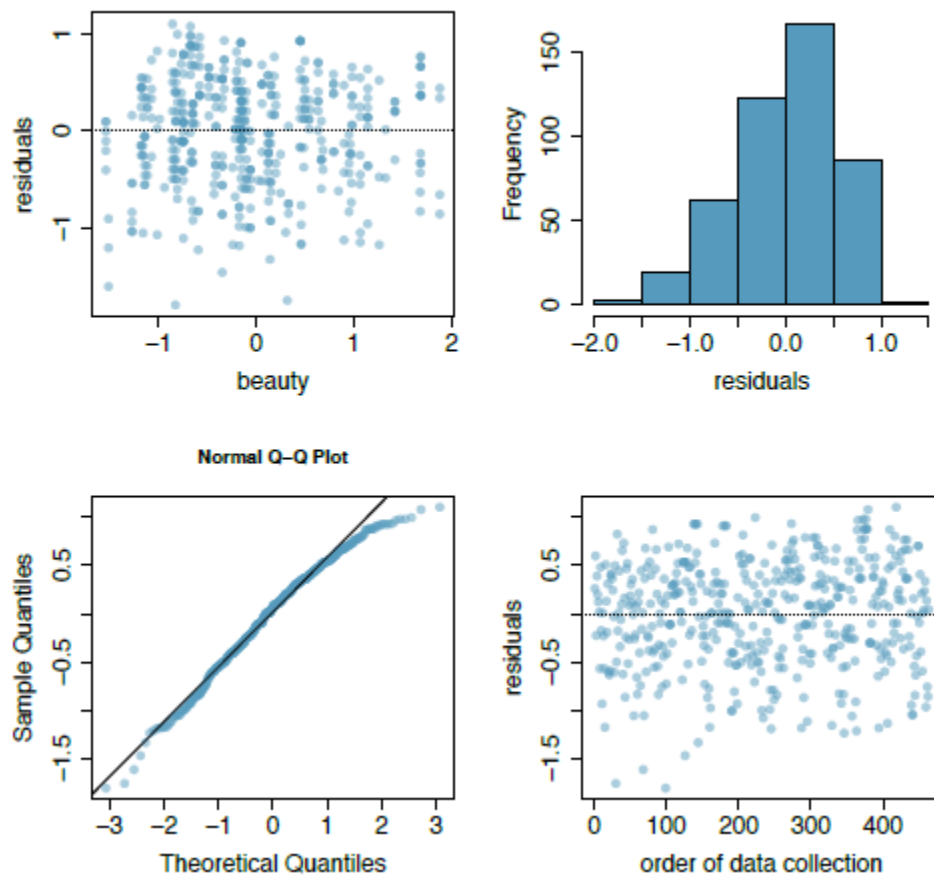 1
0
−1
residuals
−1 0 1 2
beauty
150
100
50
0
Frequency
−2.0 −1.0 0.0 1.0
residuals
Normal Q−Q Plot
0.5
−0.5
−1.5
Sample Quantiles
−3 −2 −1 0 1 2 3
Theoretical Quantiles
0.5
−0.5
−1.5
residuals
0 100 200 300 400
order of data collection